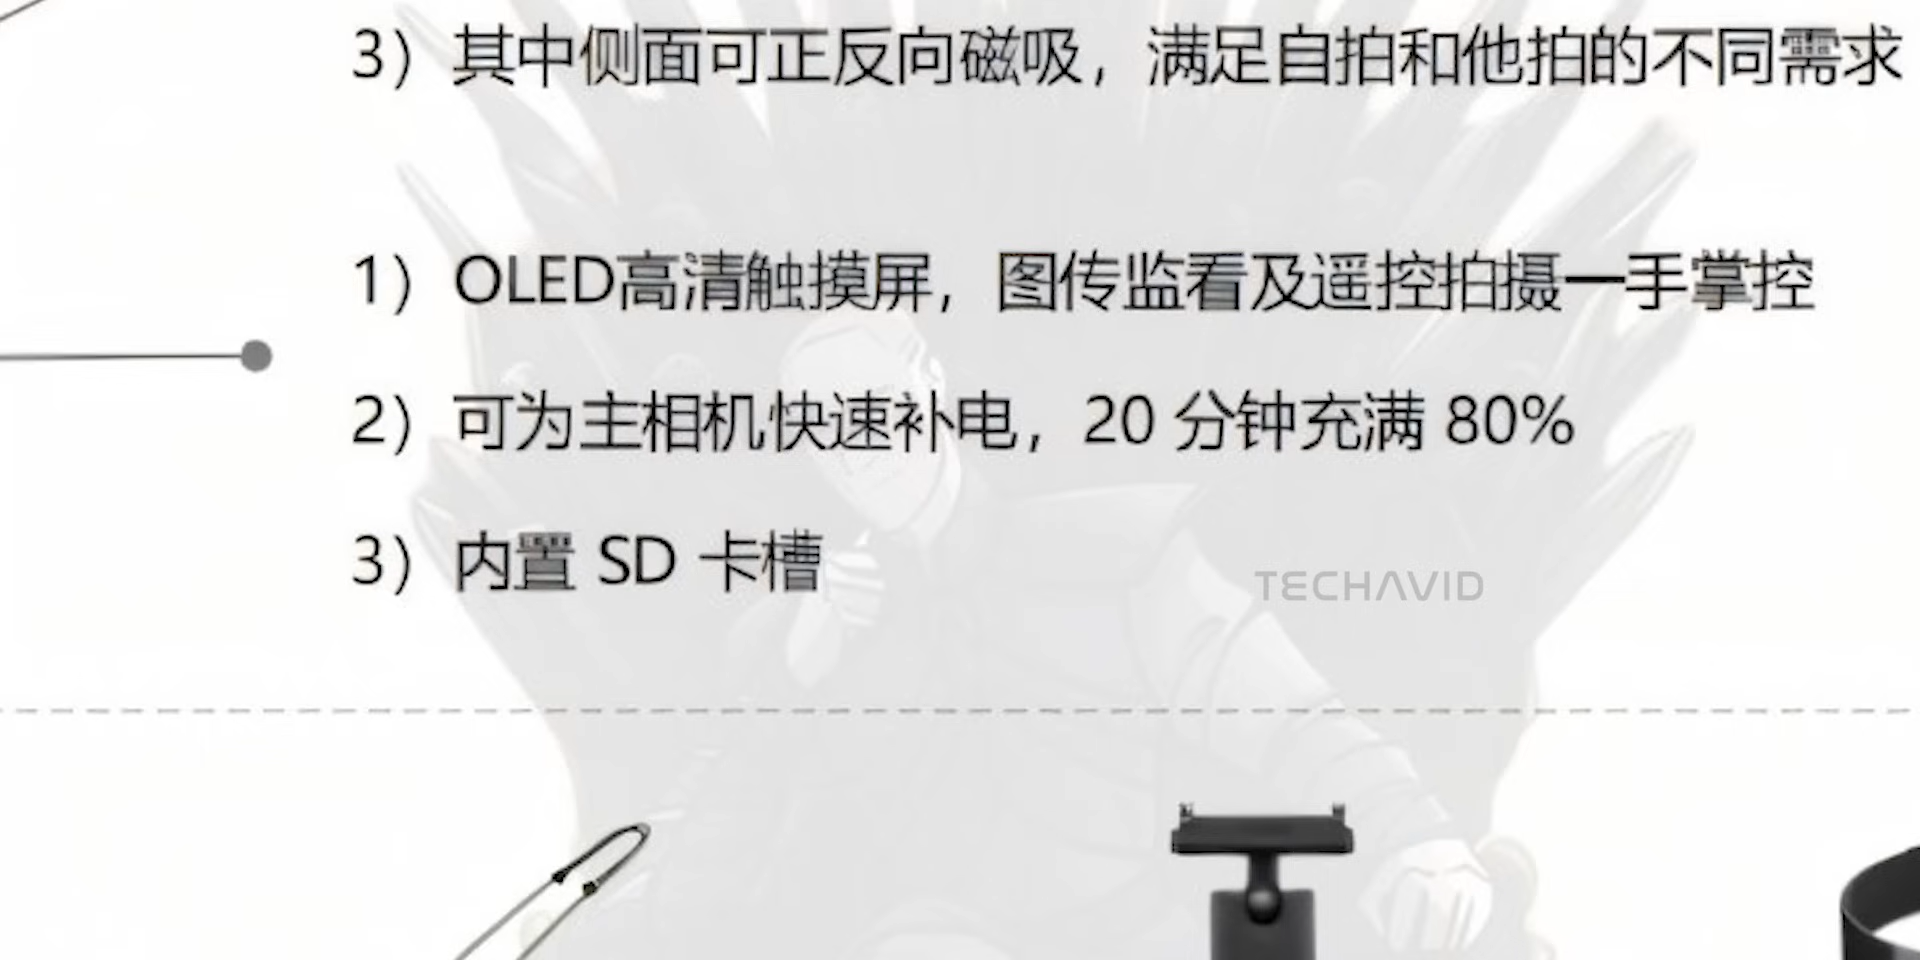 3）其中侧面可正反向磁吸，满足自拍和他拍的不同需求
1）OLED高清触摸屏，图传监看及遥控拍摄一手掌控
2）可为主相机快速补电，20 分钟充满 80%
3）内置 SD 卡槽
TECHAVID